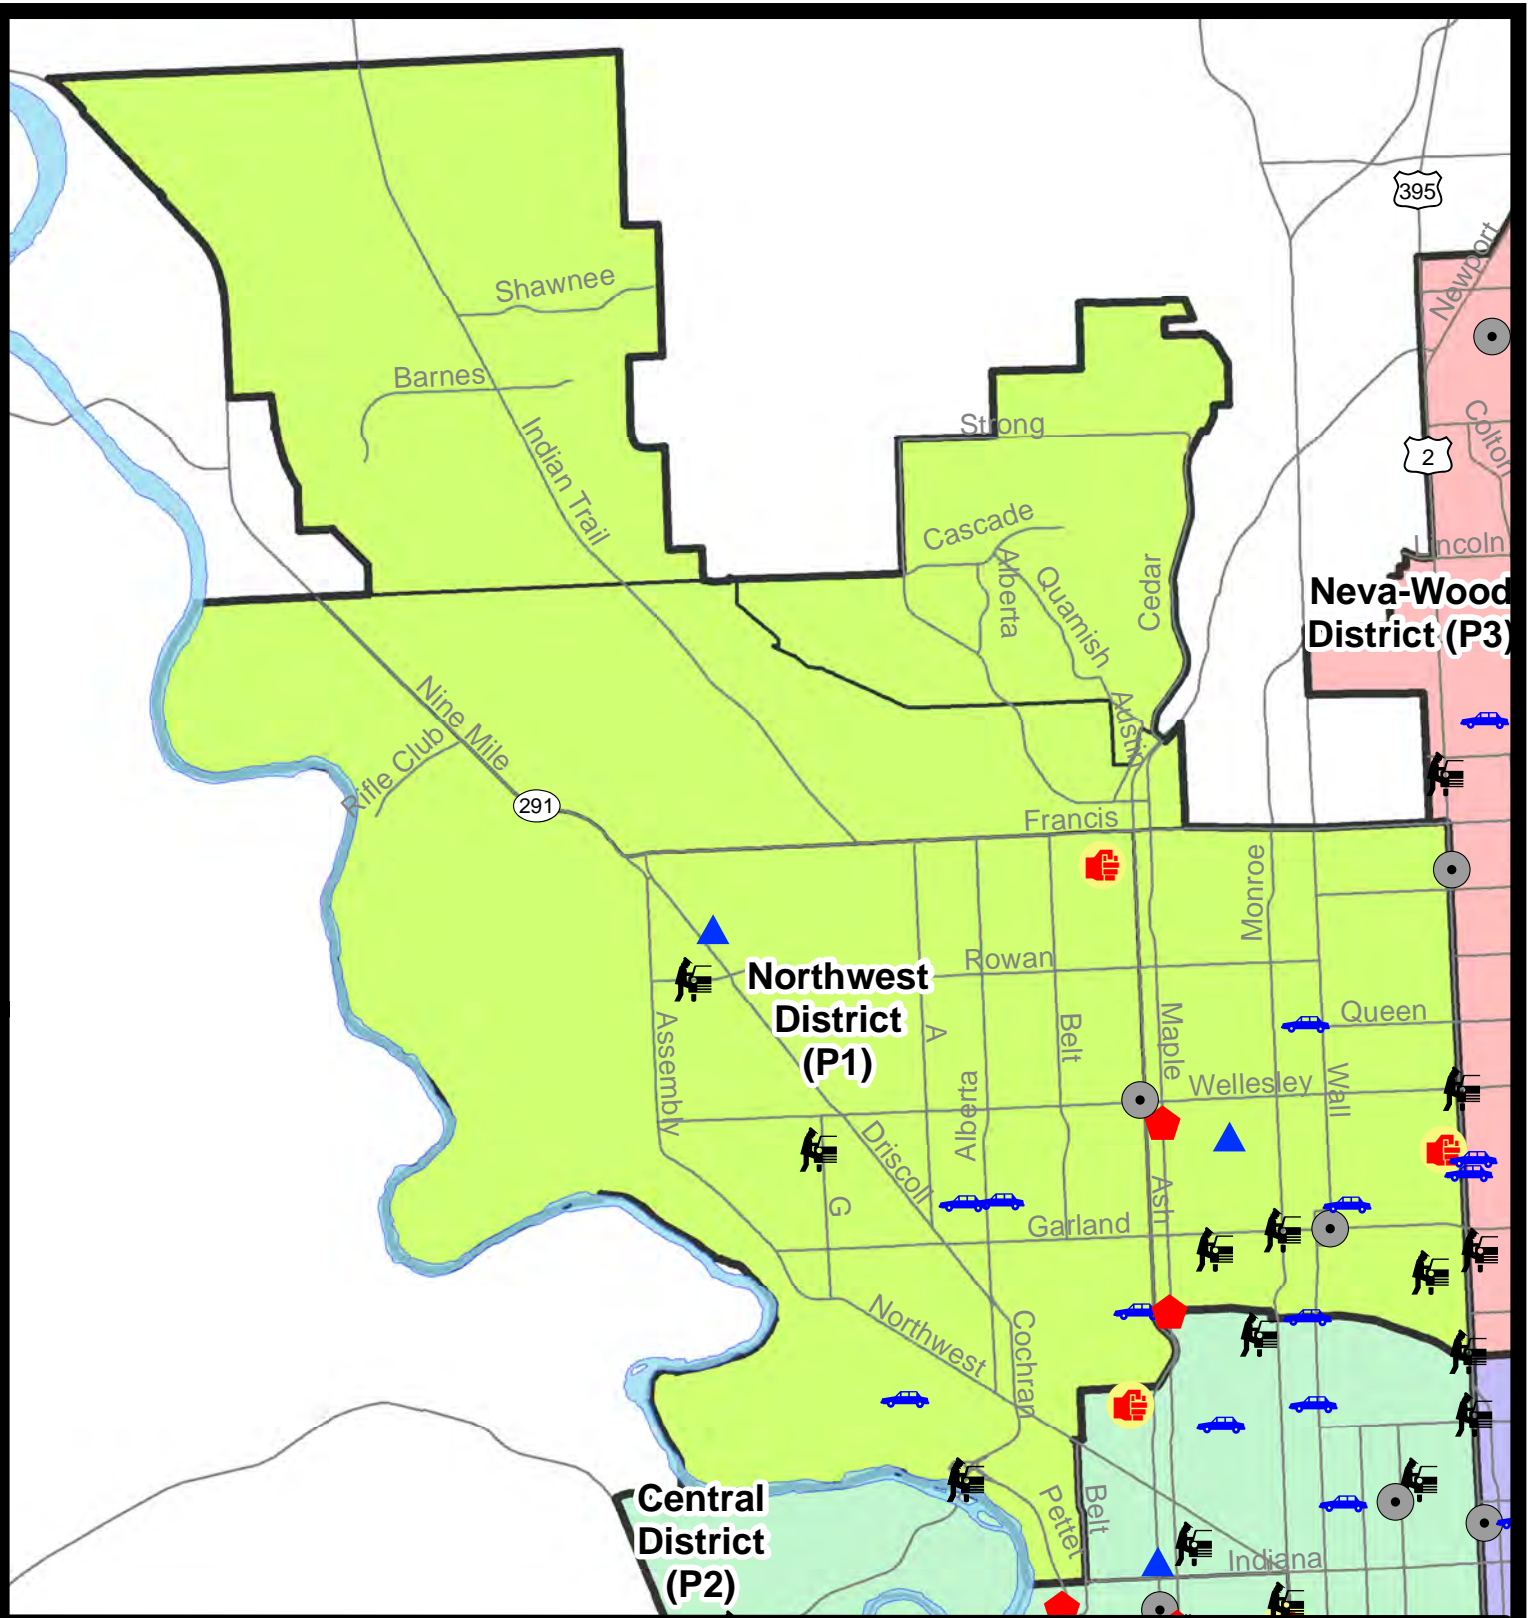 395
Newport
Shawnee
Barnes
Strong
Colton
2
Indian Trail
Cascade
Lincoln
Alberta
Quamish
Cedar
Neva-Wood
District (P3)
Nine Mile
Rifle Club
Austin
291
Francis
Monroe
Northwest
District
(P1)
Rowan
Assembly
A
Belt
Maple
Queen
Wellesley
Wall
Alberta
Driscoll
G
Ash
Garland
Northwest
Cochran
Central
District
(P2)
Pettet
Belt
Indiana